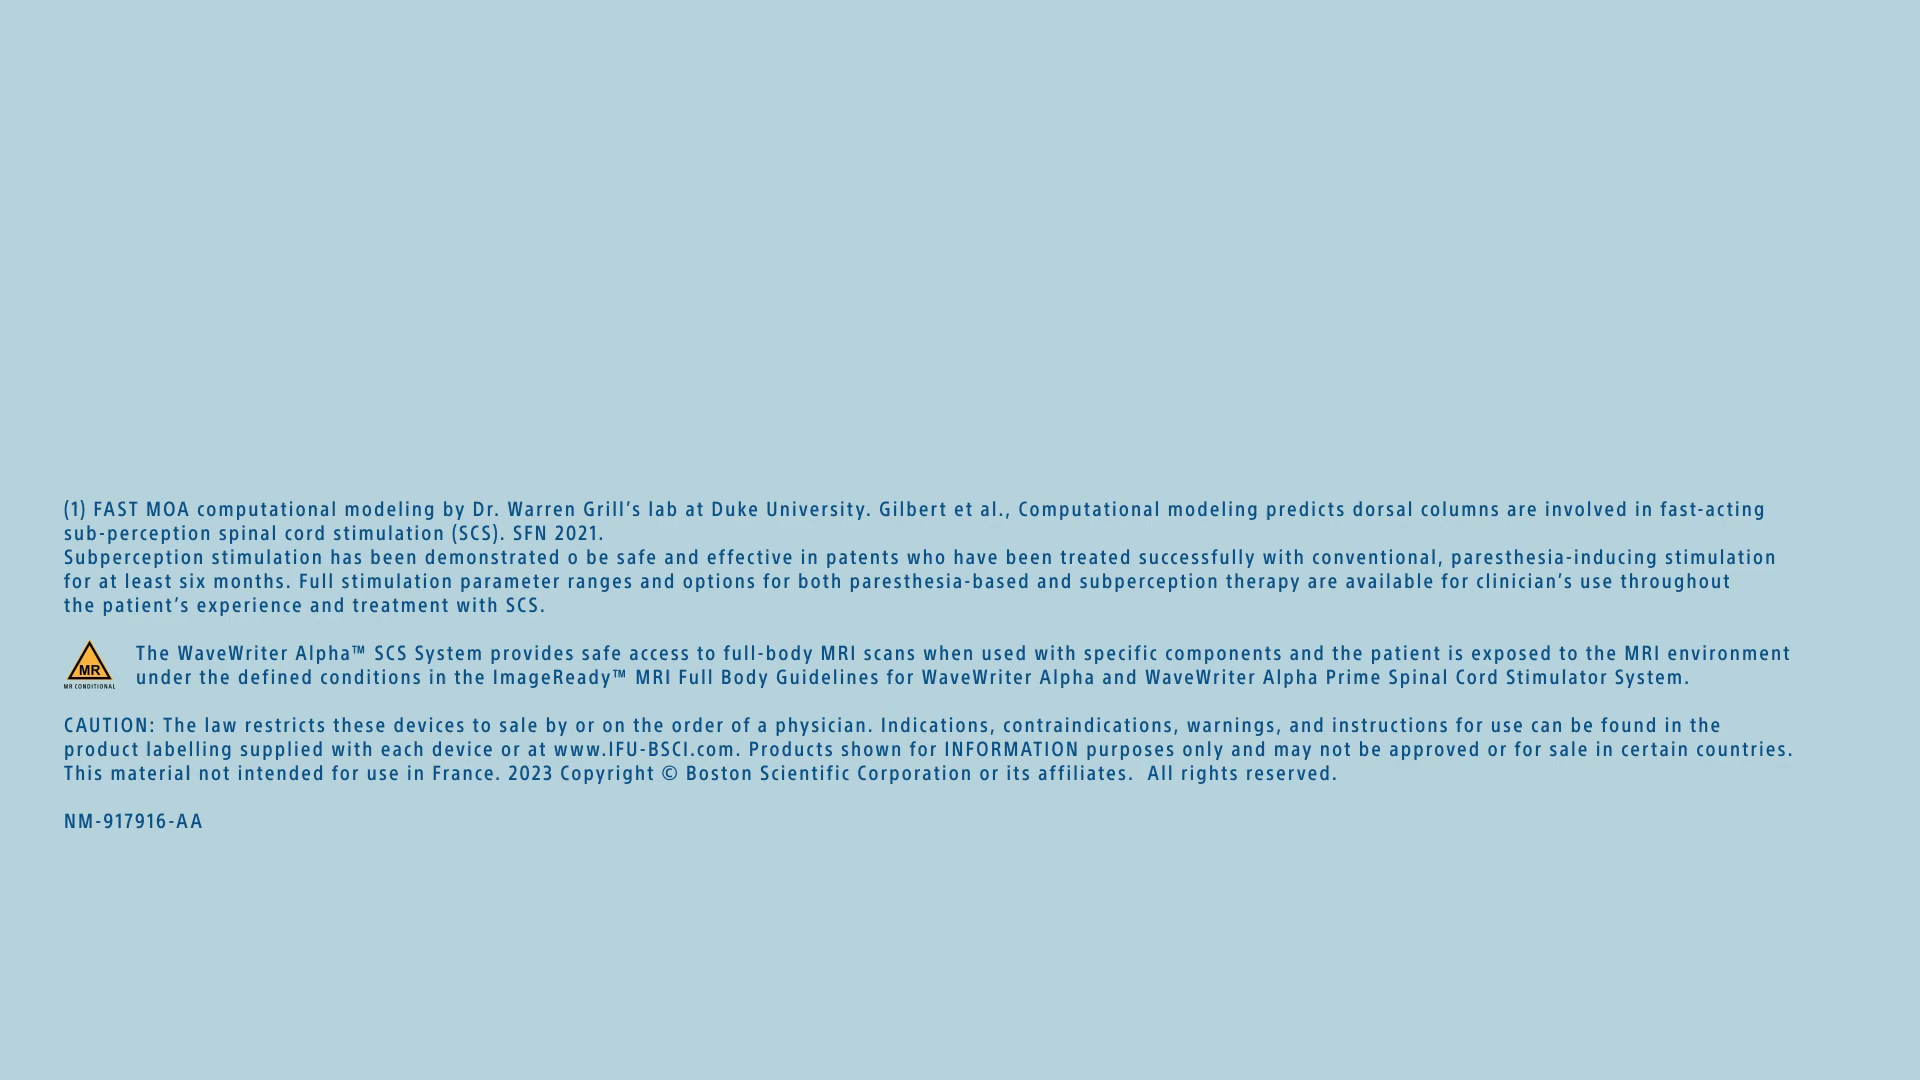 (1) FAST MOA computational modeling by Dr. Warren Grill’s lab at Duke University. Gilbert et al., Computational modeling predicts dorsal columns are involved in fast-acting
sub-perception spinal cord stimulation (SCS). SFN 2021.
Subperception stimulation has been demonstrated o be safe and effective in patents who have been treated successfully with conventional, paresthesia-inducing stimulation
for at least six months. Full stimulation parameter ranges and options for both paresthesia-based and subperception therapy are available for clinician’s use throughout
the patient’s experience and treatment with SCS.
MR
MR CONDITIONAL
The WaveWriter Alpha™ SCS System provides safe access to full-body MRI scans when used with specific components and the patient is exposed to the MRI environment
under the defined conditions in the ImageReady™ MRI Full Body Guidelines for WaveWriter Alpha and WaveWriter Alpha Prime Spinal Cord Stimulator System.
CAUTION: The law restricts these devices to sale by or on the order of a physician. Indications, contraindications, warnings, and instructions for use can be found in the
product labelling supplied with each device or at www.IFU-BSCI.com. Products shown for INFORMATION purposes only and may not be approved or for sale in certain countries.
This material not intended for use in France. 2023 Copyright © Boston Scientific Corporation or its affiliates.  All rights reserved.
NM-917916-AA